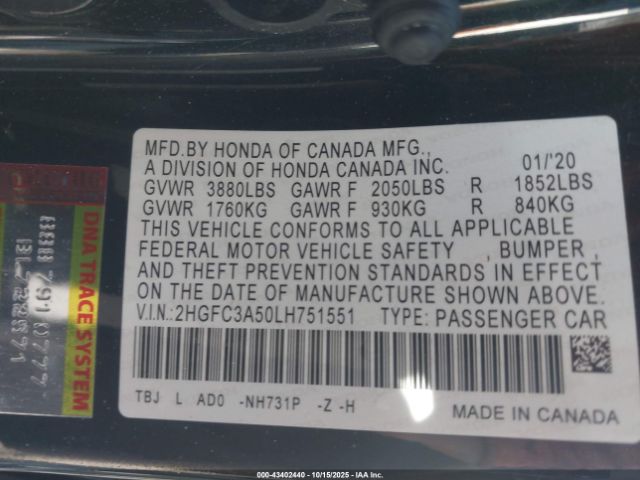 MFD.BY HONDA OF CANADA MFG.,
A DIVISION OF HONDA CANADA INC. 01/'20
GVWR 3880LBS GAWR F 2050LBS R 1852LBS
GVWR 1760KG GAWR F 930KG R 840KG
THIS VEHICLE CONFORMS TO ALL APPLICABLE
FEDERAL MOTOR VEHICLE SAFETY , BUMPER ,
AND THEFT PREVENTION STANDARDS IN EFFECT
ON THE DATE OF MANUFACTURE SHOWN ABOVE.
V.I.N.:2HGFC3A50LH751551 TYPE: PASSENGER CAR
TBJ L AD0 -NH731P -Z -H
MADE IN CANADA
DNA TRACE SYSTEM
000-43402440 - 10/15/2025 - IAAI.COM